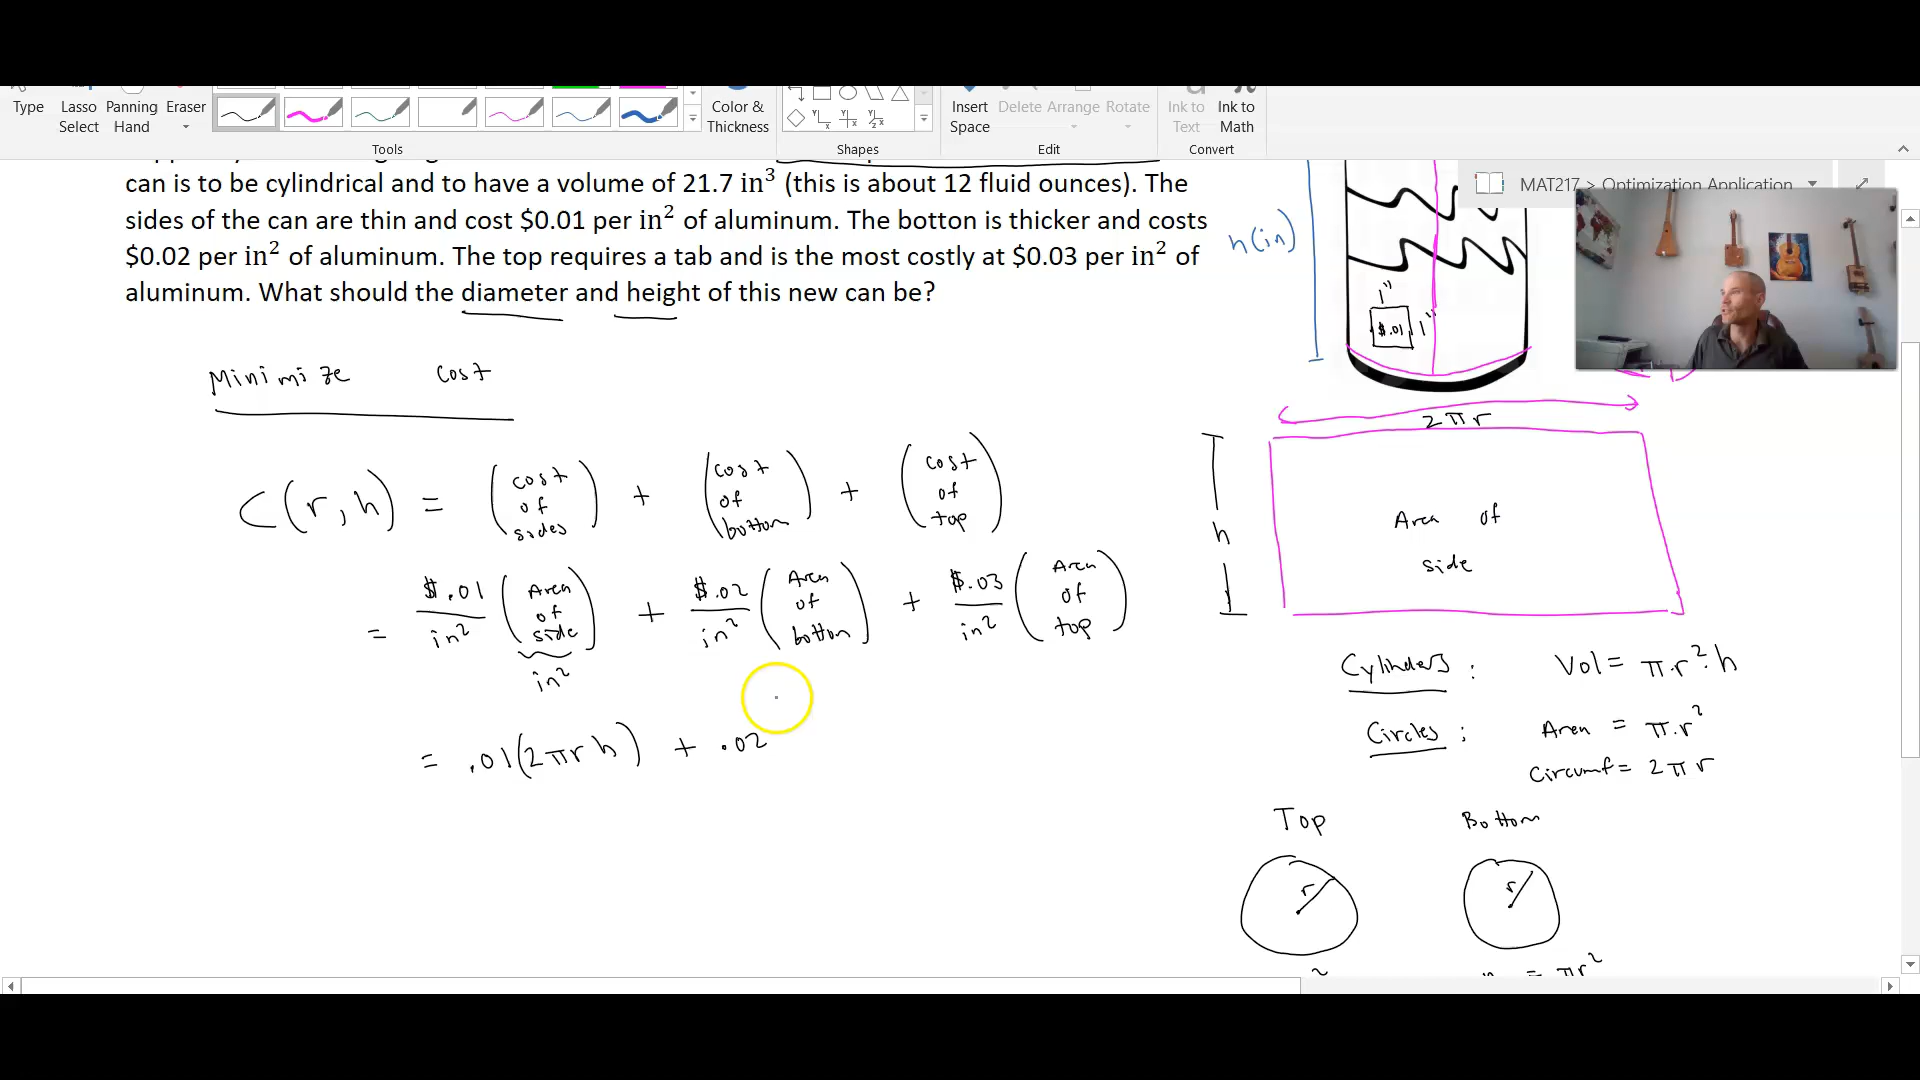 Type
Lasso Select
Panning Hand
Eraser
Color & Thickness
Insert Space
Delete
Arrange
Rotate
Ink to Text
Ink to Math
Tools
Shapes
Edit
Convert
MAT217 > Optimization Application
can is to be cylindrical and to have a volume of 21.7 in³ (this is about 12 fluid ounces). The
sides of the can are thin and cost $0.01 per in² of aluminum. The botton is thicker and costs
$0.02 per in² of aluminum. The top requires a tab and is the most costly at $0.03 per in² of
aluminum. What should the diameter and height of this new can be?
h(in)
1"
$.01
1"
Minimize cost
2πr
C(r,h) = (cost of sides) + (cost of bottom) + (cost of top)
h
Area of
side
= $.01/in² (Area of side) + $.02/in² (Area of bottom) + $.03/in² (Area of top)
in²
Cylinders : Vol = π·r²·h
= .01(2πrh) + .02
Circles ; Area = π·r²
Circumf = 2πr
Top Bottom
r r
= πr²